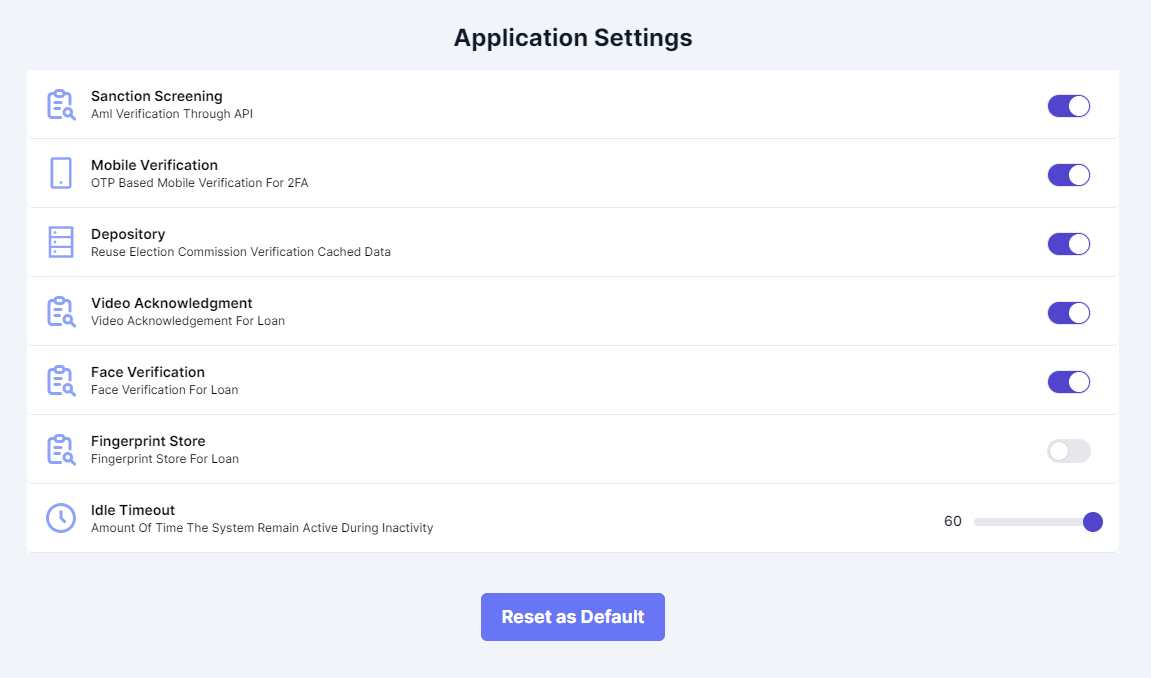 Application Settings
Sanction Screening
Aml Verification Through API
Mobile Verification
OTP Based Mobile Verification For 2FA
Depository
Reuse Election Commission Verification Cached Data
Video Acknowledgment
Video Acknowledgement For Loan
Face Verification
Face Verification For Loan
Fingerprint Store
Fingerprint Store For Loan
Idle Timeout
Amount Of Time The System Remain Active During Inactivity
60
Reset as Default